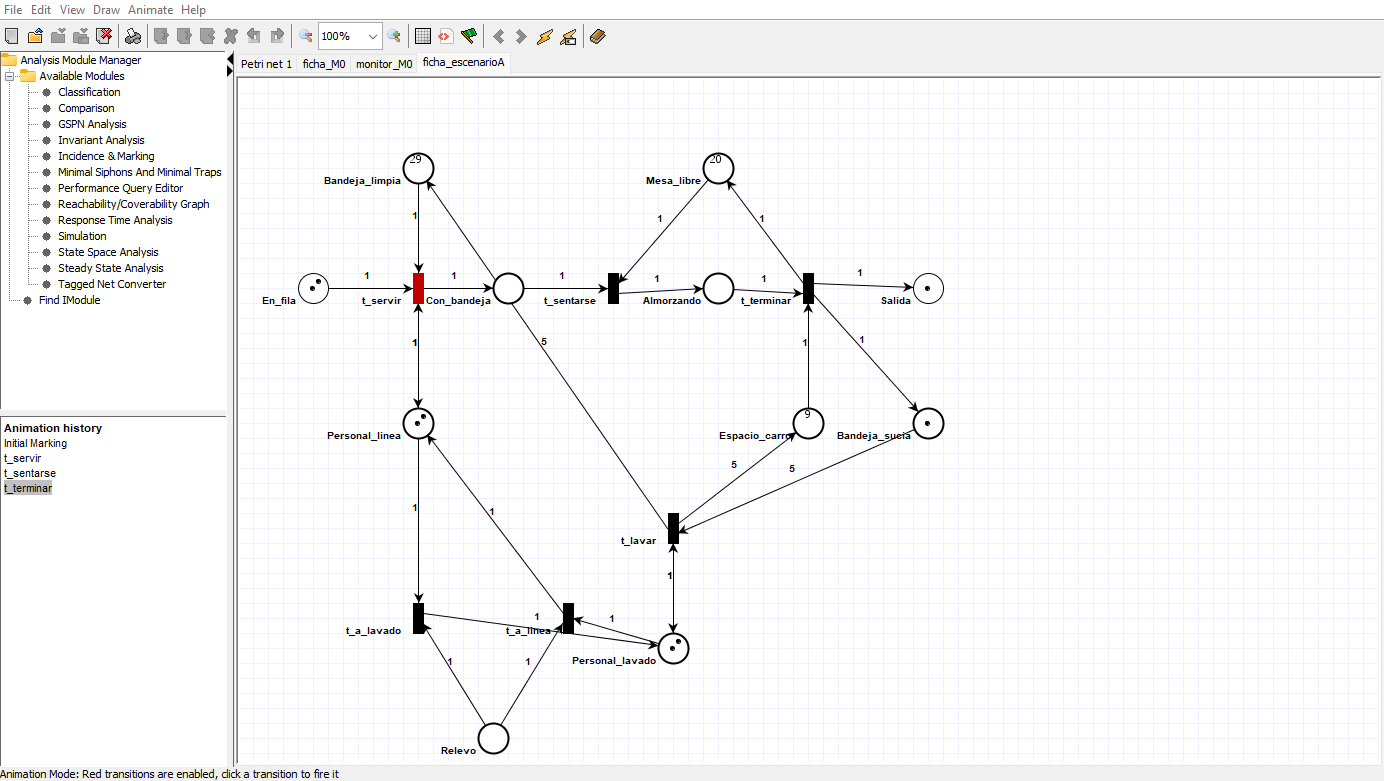 File Edit View Draw Animate Help
100%
Analysis Module Manager
Available Modules
Classification
Comparison
GSPN Analysis
Invariant Analysis
Incidence & Marking
Minimal Siphons And Minimal Traps
Performance Query Editor
Reachability/Coverability Graph
Response Time Analysis
Simulation
State Space Analysis
Steady State Analysis
Tagged Net Converter
Find IModule
Animation history
Initial Marking
t_servir
t_sentarse
t_terminar
Petri net 1 ficha_M0 monitor_M0 ficha_escenarioA
29
20
Bandeja_limpia
Mesa_libre
1
1
1
1
1
1
1
1
1
En_fila
t_servir
Con_bandeja
t_sentarse
Almorzando
t_terminar
Salida
1
5
1
1
9
Personal_linea
Espacio_carro
Bandeja_sucia
5
5
1
1
t_lavar
1
1
1
t_a_lavado
t_a_linea
Personal_lavado
1
1
Relevo
Animation Mode: Red transitions are enabled, click a transition to fire it